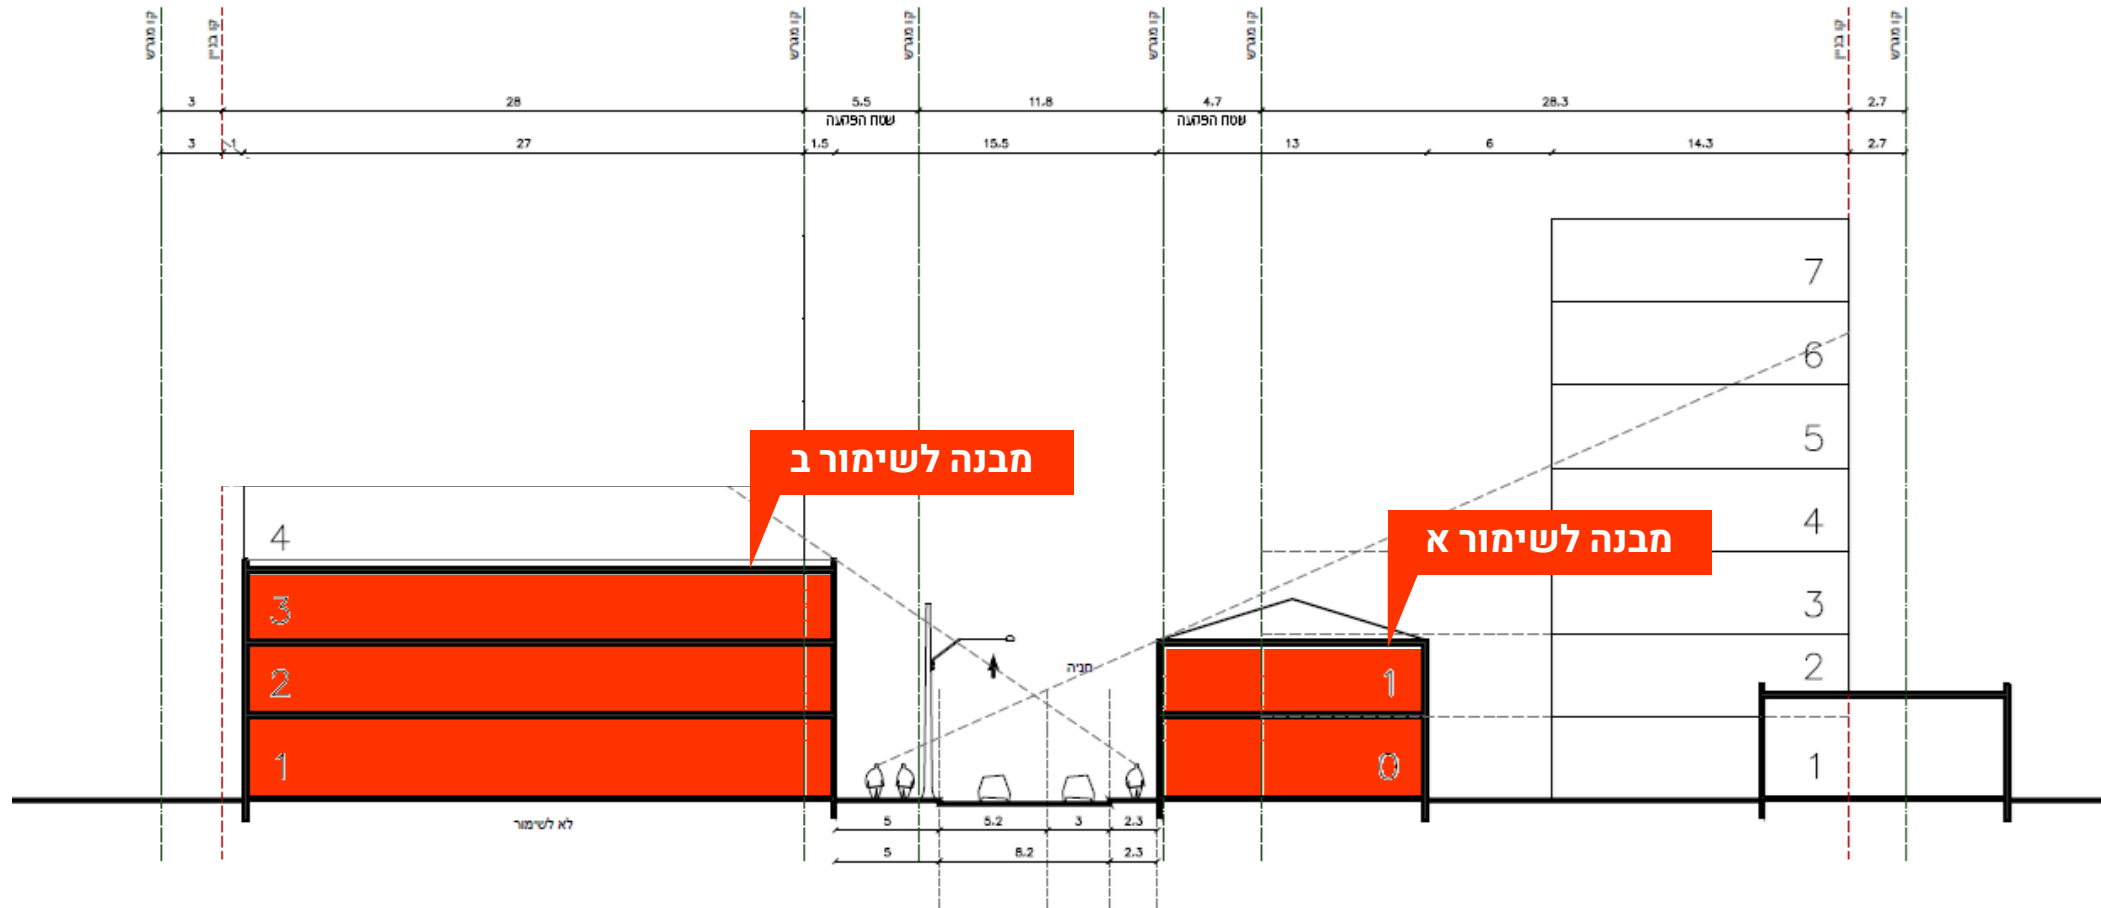 קו מגרש
קו בניין
קו מגרש
קו מגרש
קו מגרש
קו מגרש
קו בניין
קו מגרש
3
28
5.5
11.8
4.7
28.3
2.7
שטח הפקעה
שטח הפקעה
3
1
27
1.5
15.5
13
6
14.3
2.7
7
6
5
4
3
2
1
מבנה לשימור ב
מבנה לשימור א
4
3
2
1
חניה
1
0
לא לשימור
5
5.2
3
2.3
5
8.2
2.3